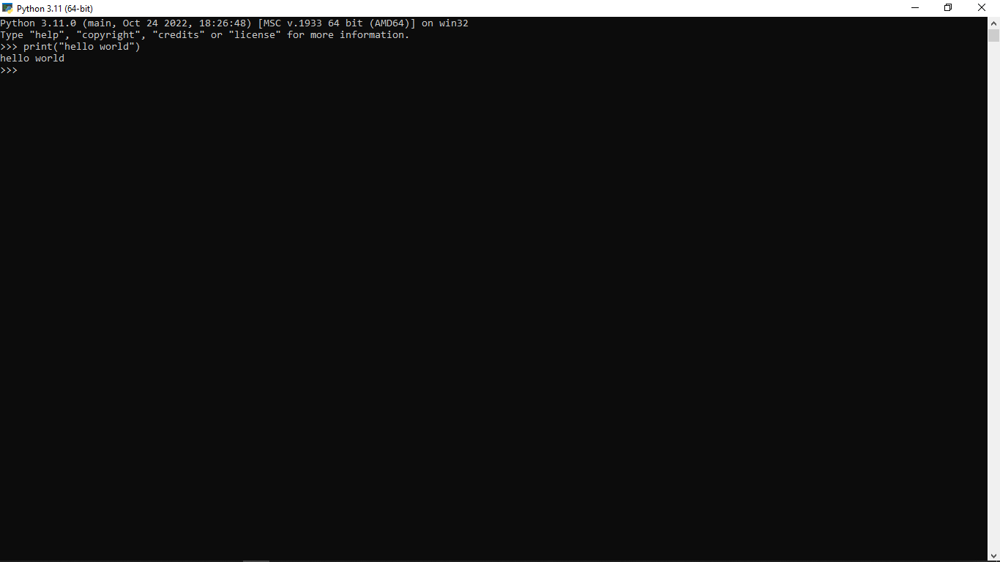 Python 3.11 (64-bit)
Python 3.11.0 (main, Oct 24 2022, 18:26:48) [MSC v.1933 64 bit (AMD64)] on win32
Type "help", "copyright", "credits" or "license" for more information.
>>> print("hello world")
hello world
>>>